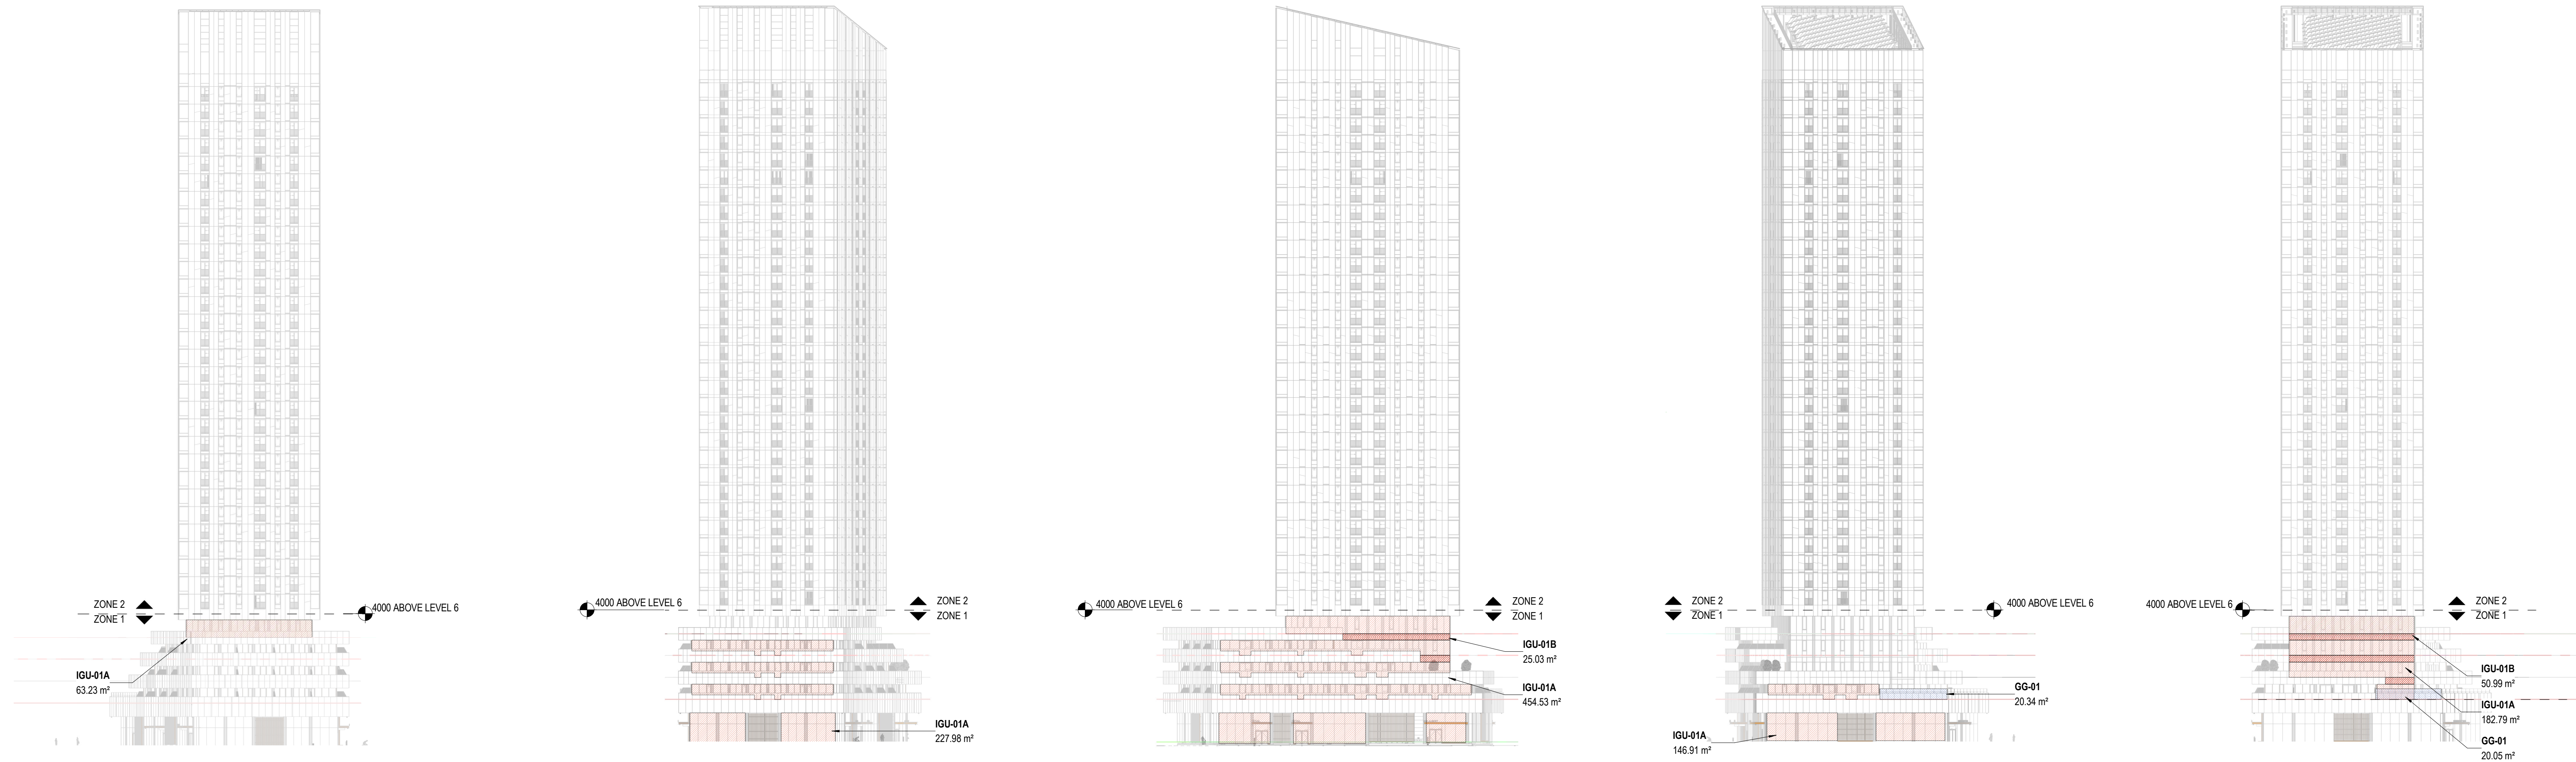 ZONE 2
ZONE 1
4000 ABOVE LEVEL 6
IGU-01A
63.23 m²
4000 ABOVE LEVEL 6
ZONE 2
ZONE 1
IGU-01A
227.98 m²
4000 ABOVE LEVEL 6
ZONE 2
ZONE 1
IGU-01B
25.03 m²
IGU-01A
454.53 m²
ZONE 2
ZONE 1
4000 ABOVE LEVEL 6
GG-01
20.34 m²
IGU-01A
146.91 m²
4000 ABOVE LEVEL 6
ZONE 2
ZONE 1
IGU-01B
50.99 m²
IGU-01A
182.79 m²
GG-01
20.05 m²